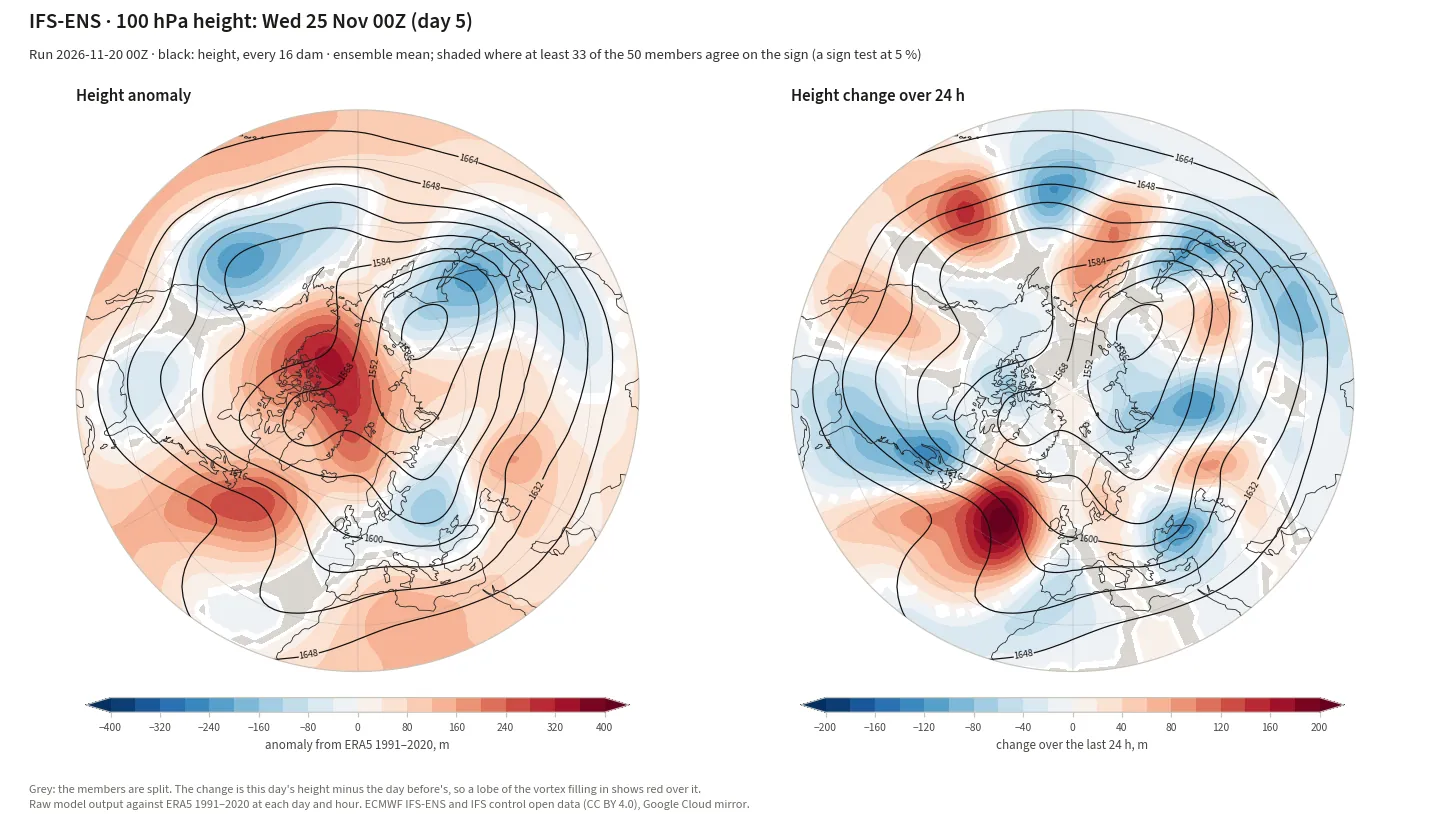 IFS-ENS · 100 hPa height: Wed 25 Nov 00Z (day 5)
Run 2026-11-20 00Z · black: height, every 16 dam · ensemble mean; shaded where at least 33 of the 50 members agree on the sign (a sign test at 5 %)
Height anomaly
Height change over 24 h
1664
1648
1584
1568
1552
1576
1600
1632
1648
1664
1648
1584
1568
1552
1576
1600
1632
1648
−400 −320 −240 −160 −80 0 80 160 240 320 400
anomaly from ERA5 1991–2020, m
−200 −160 −120 −80 −40 0 40 80 120 160 200
change over the last 24 h, m
Grey: the members are split. The change is this day's height minus the day before's, so a lobe of the vortex filling in shows red over it.
Raw model output against ERA5 1991–2020 at each day and hour. ECMWF IFS-ENS and IFS control open data (CC BY 4.0), Google Cloud mirror.